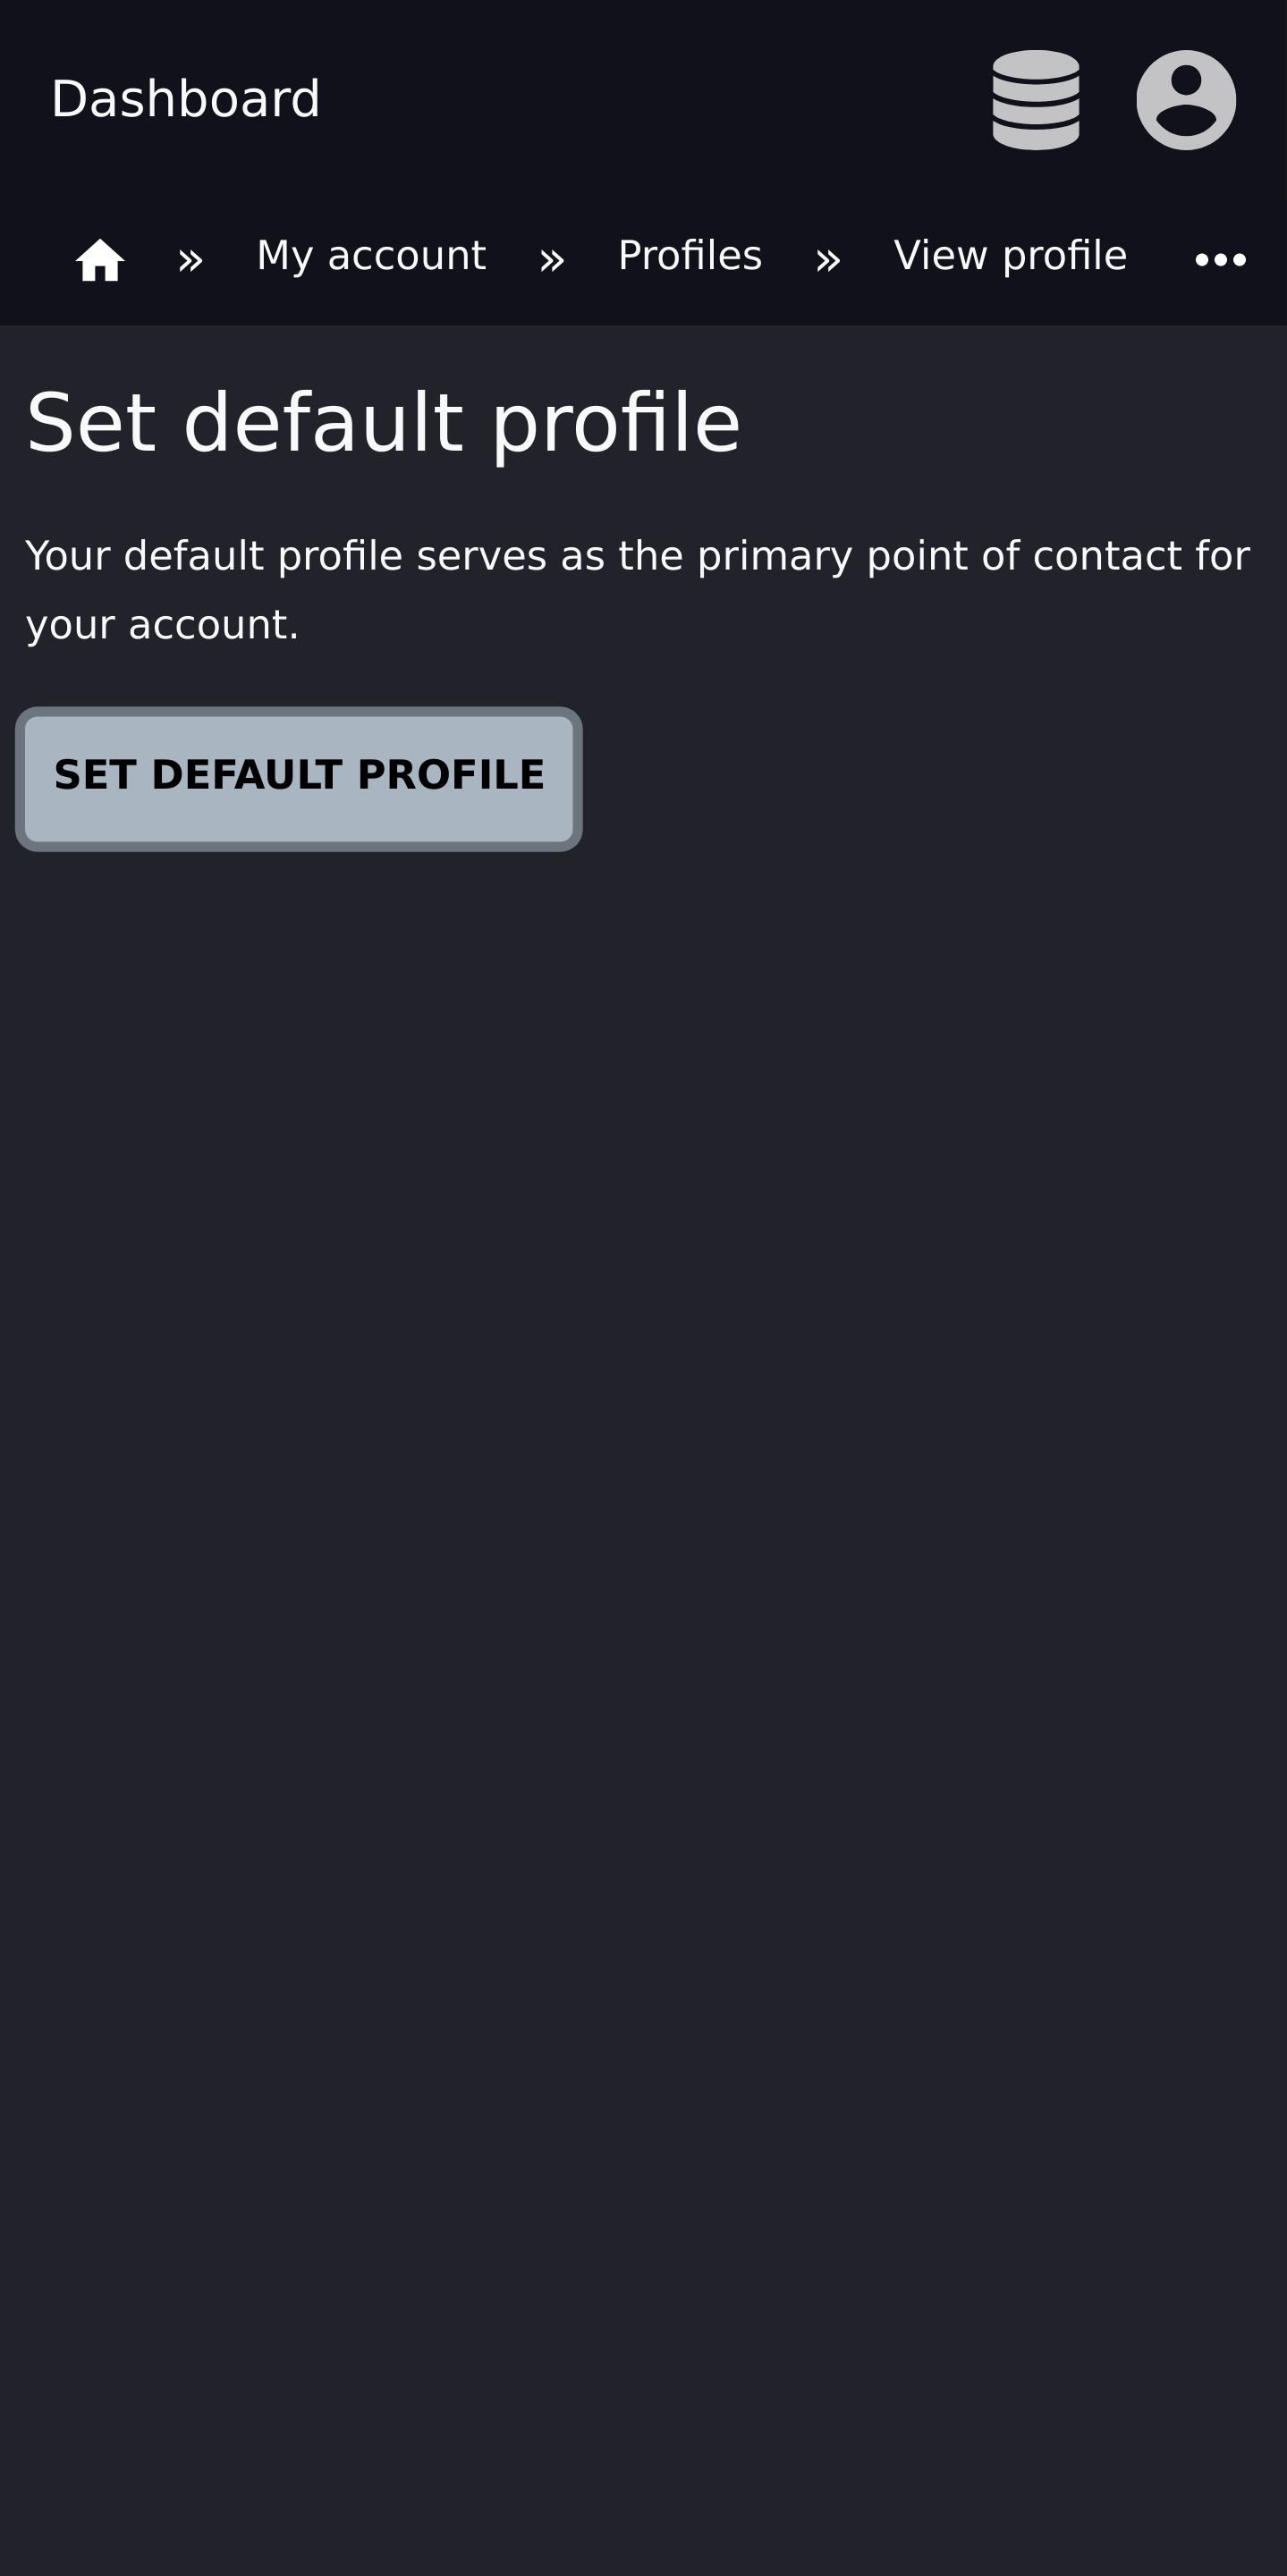 Dashboard
» My account » Profiles » View profile •••
Set default profile
Your default profile serves as the primary point of contact for
your account.
SET DEFAULT PROFILE